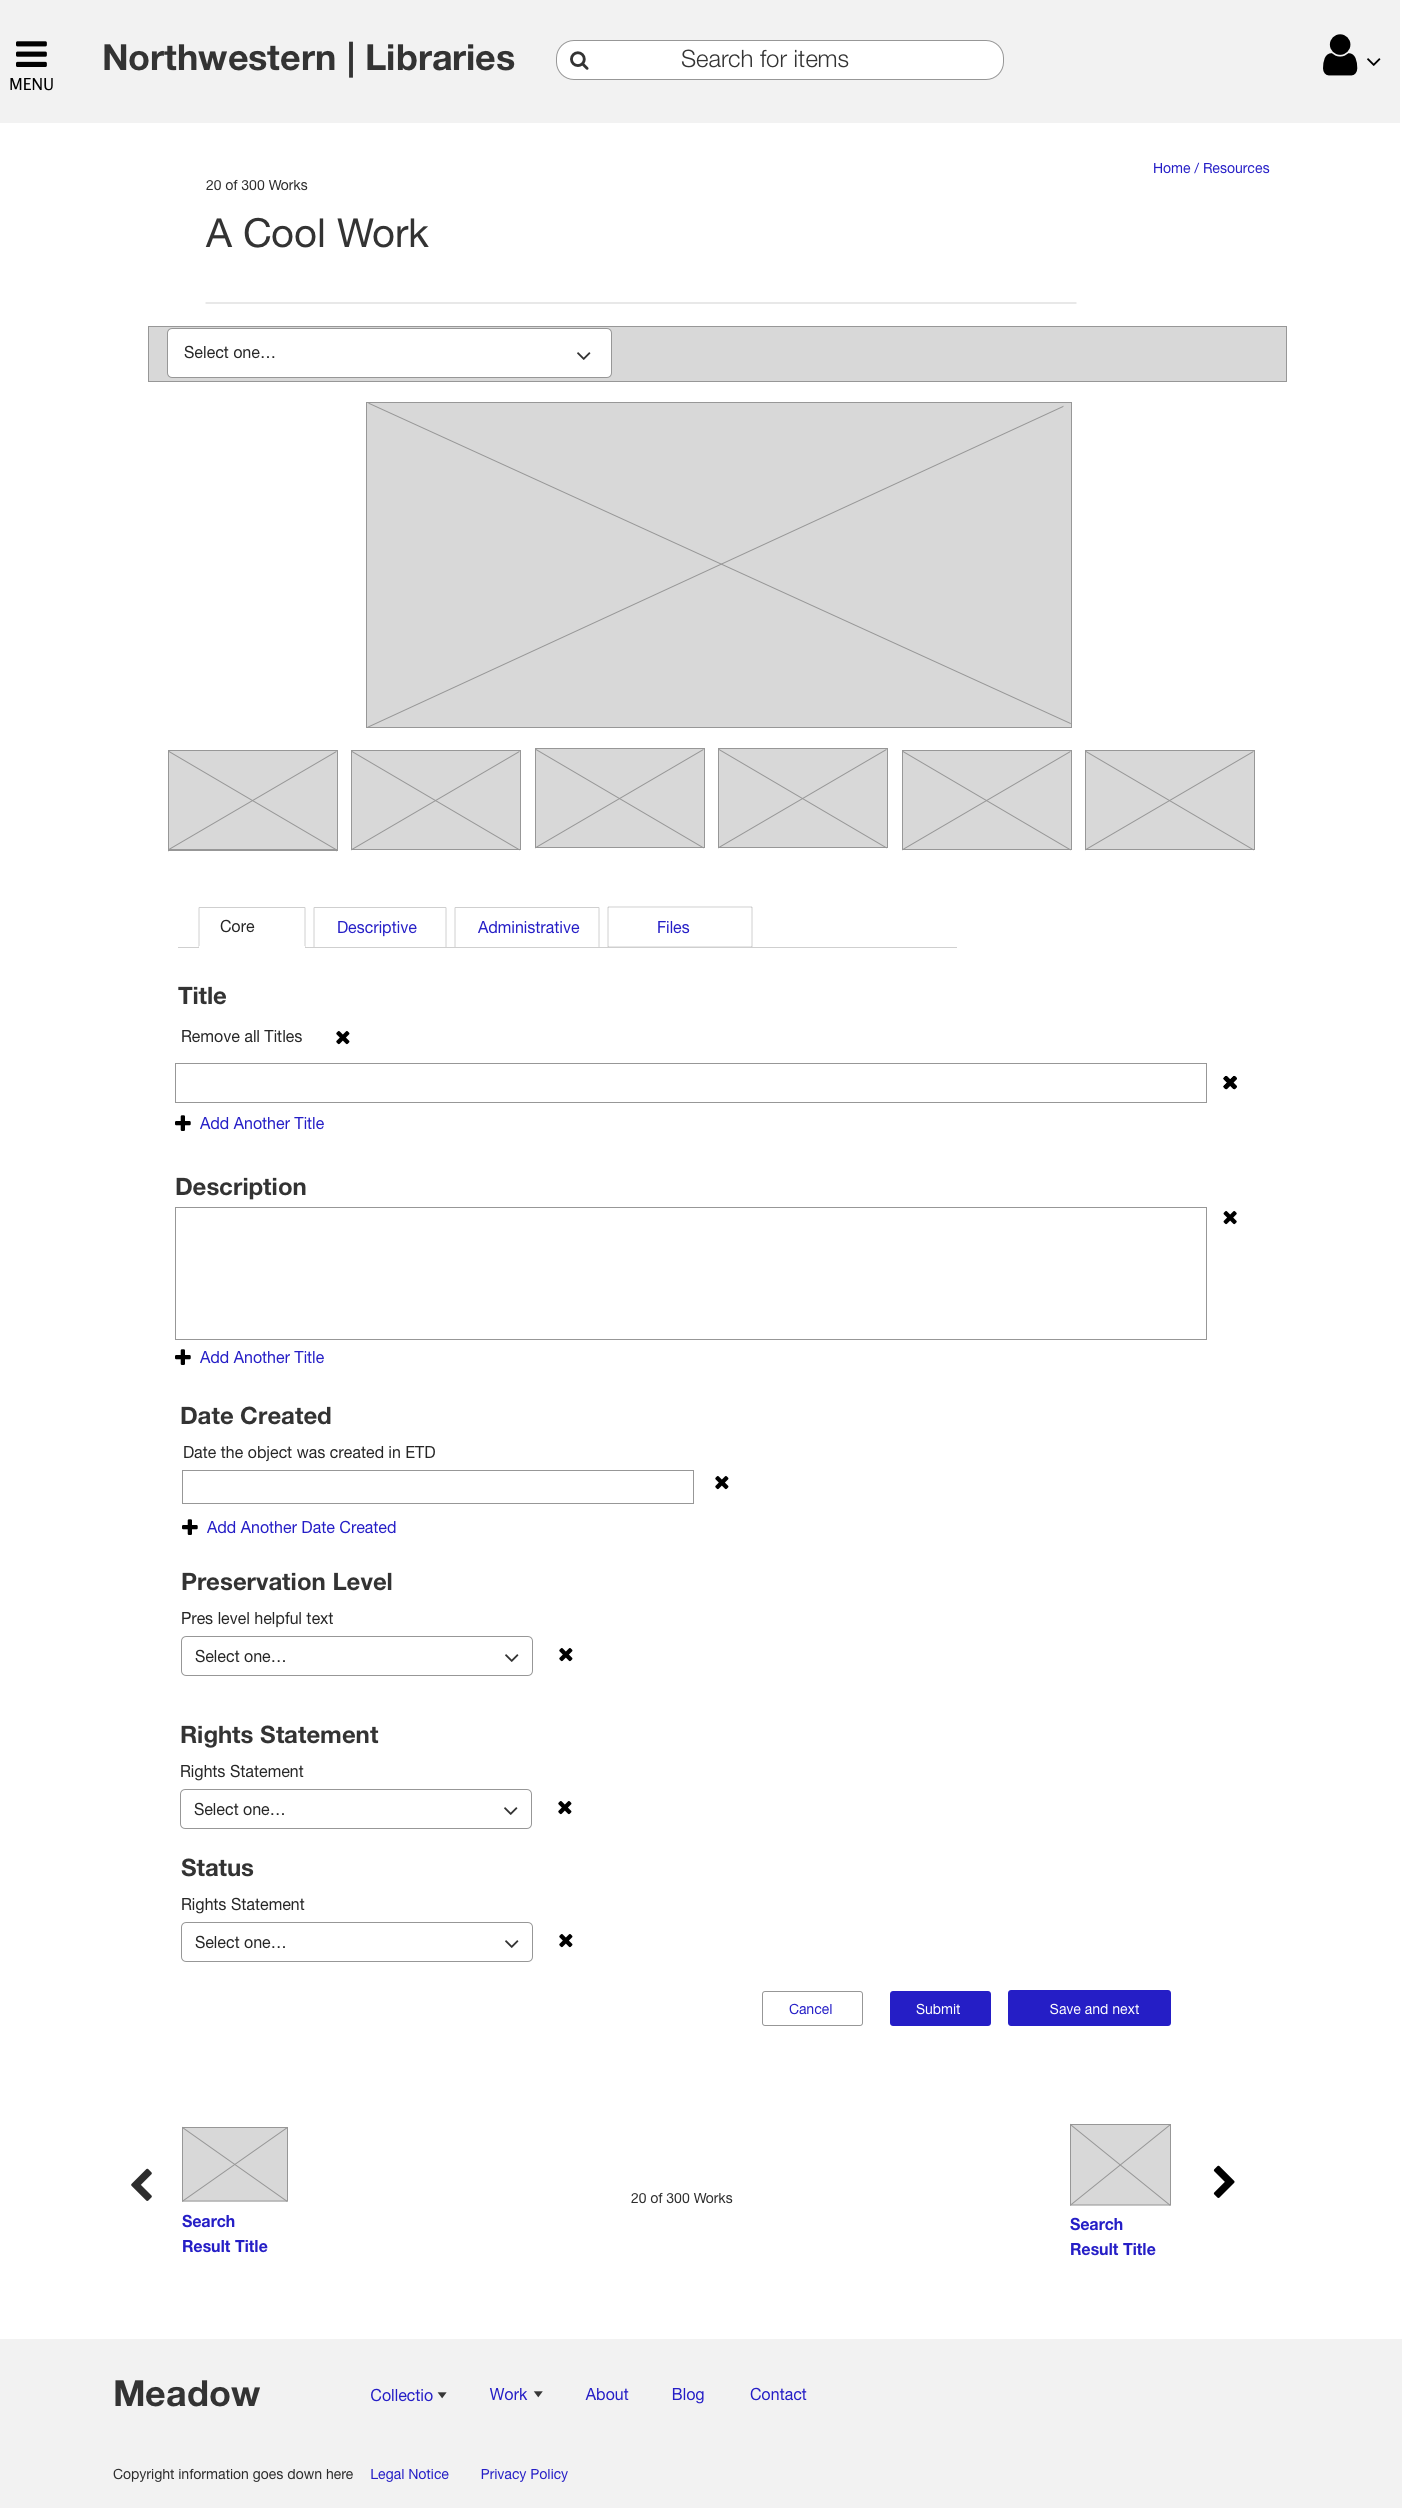 MENU
Northwestern | Libraries
Search for items
Home / Resources
20 of 300 Works
A Cool Work
Select one...
Core
Descriptive
Administrative
Files
Title
Remove all Titles
Add Another Title
Description
Add Another Title
Date Created
Date the object was created in ETD
Add Another Date Created
Preservation Level
Pres level helpful text
Select one...
Rights Statement
Rights Statement
Select one...
Status
Rights Statement
Select one...
Cancel
Submit
Save and next
Search
Result Title
20 of 300 Works
Search
Result Title
Meadow
Collectio
Work
About
Blog
Contact
Copyright information goes down here
Legal Notice
Privacy Policy